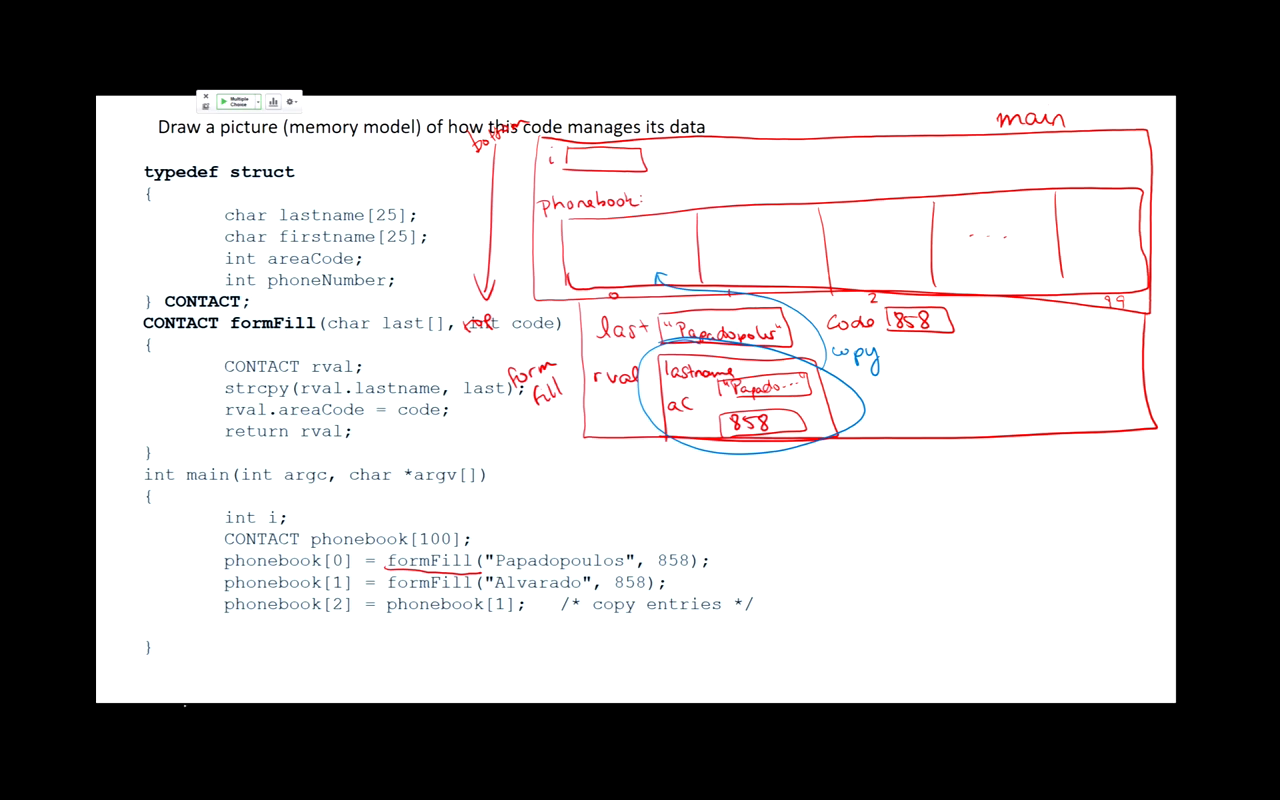 Multiple Choice
Draw a picture (memory model) of how this code manages its data
bottom
main
typedef struct
{
char lastname[25];
char firstname[25];
int areaCode;
int phoneNumber;
} CONTACT;
CONTACT formFill(char last[], int code)
{
CONTACT rval;
strcpy(rval.lastname, last);
rval.areaCode = code;
return rval;
}
int main(int argc, char *argv[])
{
int i;
CONTACT phonebook[100];
phonebook[0] = formFill("Papadopoulos", 858);
phonebook[1] = formFill("Alvarado", 858);
phonebook[2] = phonebook[1]; /* copy entries */
}
i
phonebook:
. . . .
0 1 2 99
top
last "Papadopoulos" code 858
copy
form fill
rval lastname "Papado..."
ac 858